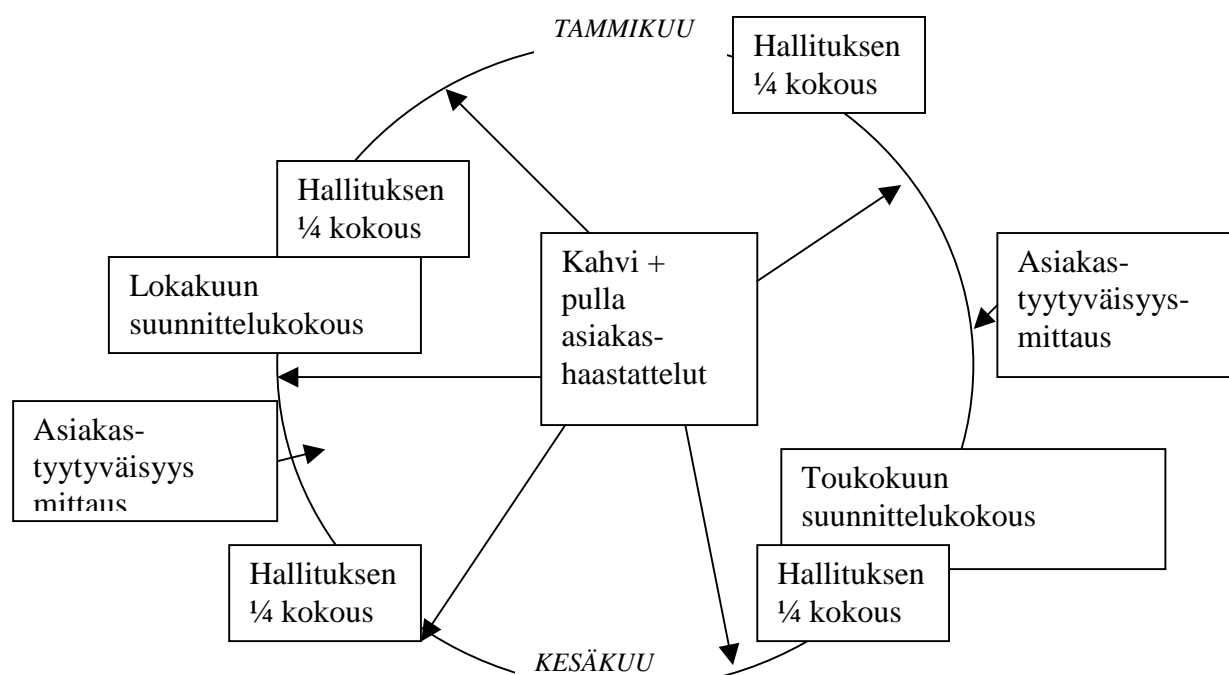 TAMMIKUU
Hallituksen
¼ kokous
Hallituksen
¼ kokous
Kahvi +
pulla
asiakas-
haastattelut
Asiakas-
tyytyväisyys-
mittaus
Lokakuun
suunnittelukokous
Asiakas-
tyytyväisyys
mittaus
Toukokuun
suunnittelukokous
Hallituksen
¼ kokous
Hallituksen
¼ kokous
KESÄKUU